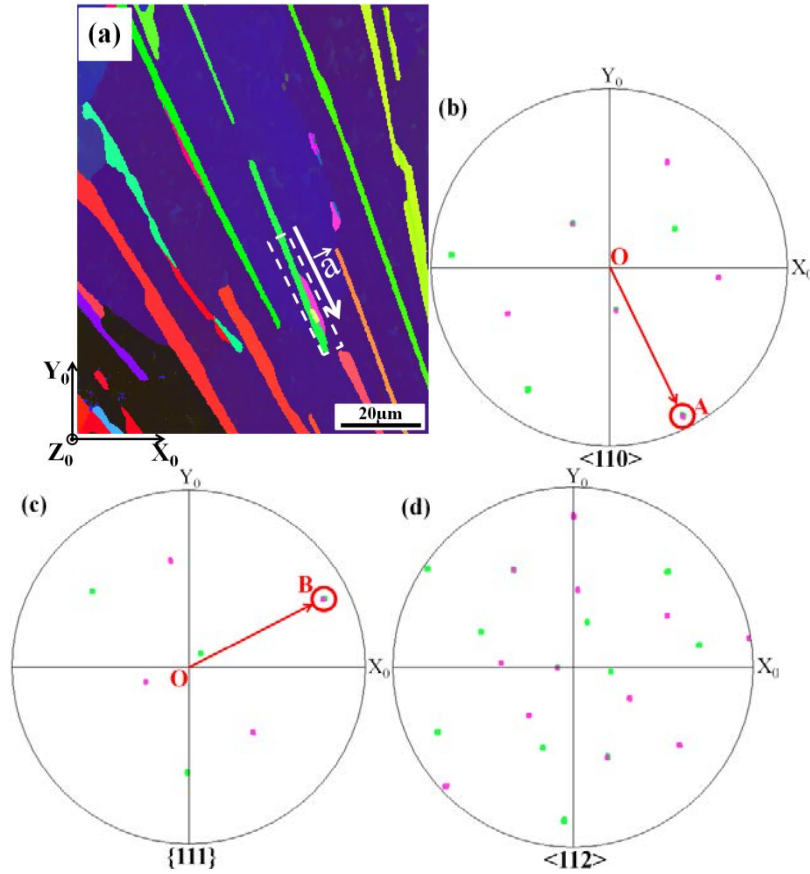 (a)
a
20μm
Y₀
Z₀
X₀
(b)
Y₀
O
X₀
A
<110>
(c)
Y₀
B
O
X₀
{111}
(d)
Y₀
X₀
<112>